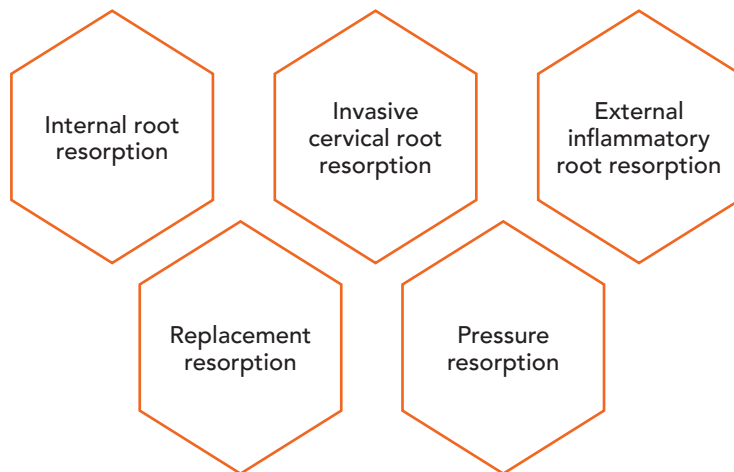 Internal root
resorption
Invasive
cervical root
resorption
External
inflammatory
root resorption
Replacement
resorption
Pressure
resorption